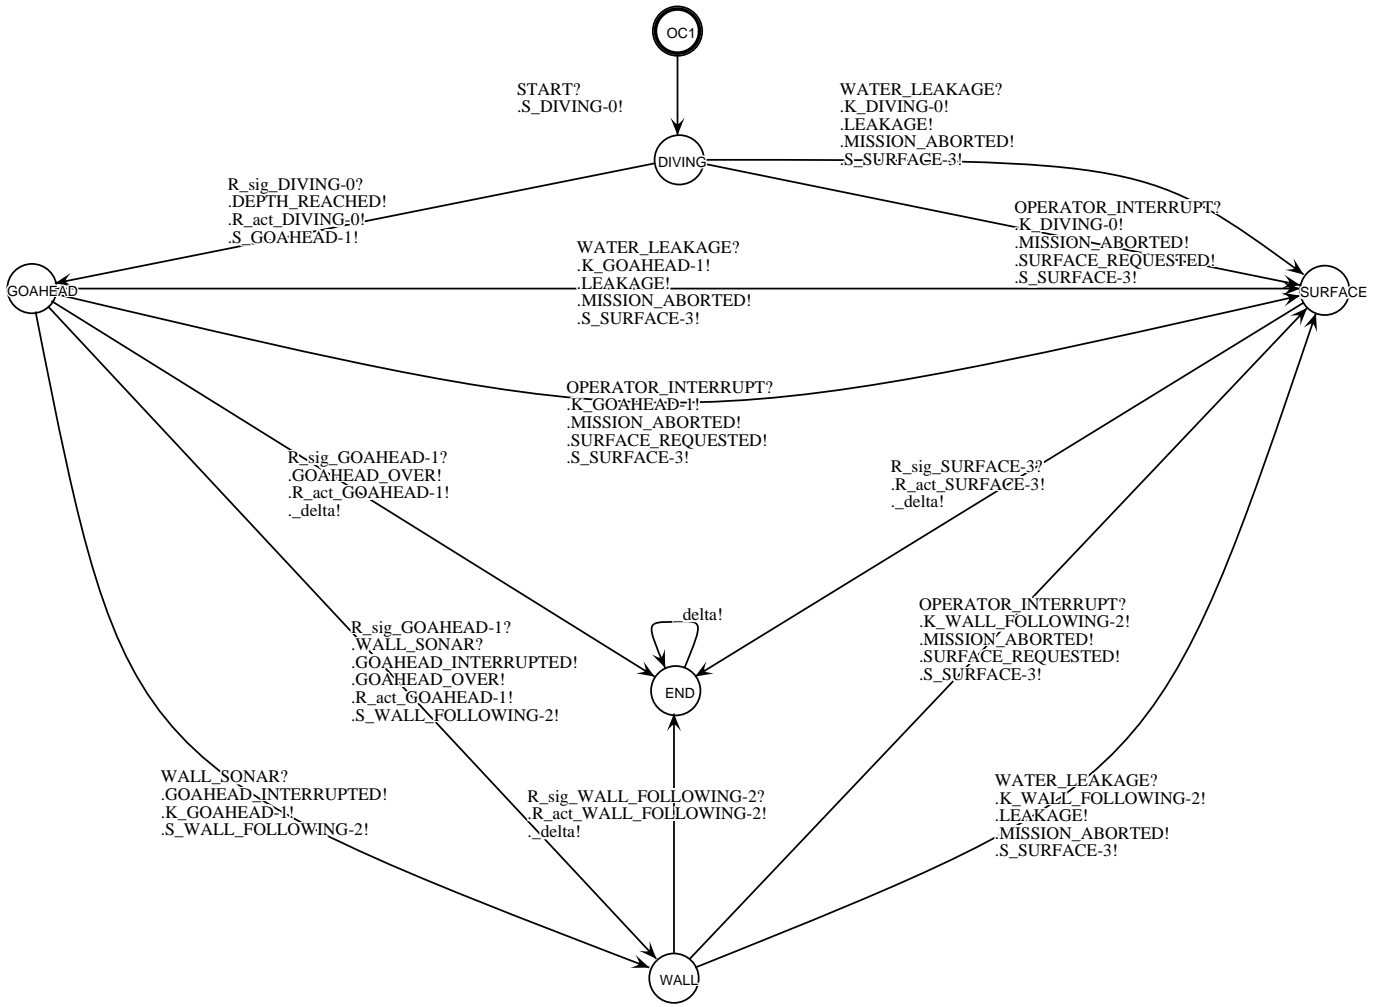 OC1
START?
.S_DIVING-0!
WATER_LEAKAGE?
.K_DIVING-0!
.LEAKAGE!
.MISSION_ABORTED!
.S_SURFACE-3!
DIVING
R_sig_DIVING-0?
.DEPTH_REACHED!
.R_act_DIVING-0!
.S_GOAHEAD-1!
OPERATOR_INTERRUPT?
.K_DIVING-0!
.MISSION_ABORTED!
.SURFACE_REQUESTED!
.S_SURFACE-3!
WATER_LEAKAGE?
.K_GOAHEAD-1!
.LEAKAGE!
.MISSION_ABORTED!
.S_SURFACE-3!
GOAHEAD
SURFACE
OPERATOR_INTERRUPT?
.K_GOAHEAD-1!
.MISSION_ABORTED!
.SURFACE_REQUESTED!
.S_SURFACE-3!
R_sig_GOAHEAD-1?
.GOAHEAD_OVER!
.R_act_GOAHEAD-1!
._delta!
R_sig_SURFACE-3?
.R_act_SURFACE-3!
._delta!
R_sig_GOAHEAD-1?
.WALL_SONAR?
.GOAHEAD_INTERRUPTED!
.GOAHEAD_OVER!
.R_act_GOAHEAD-1!
.S_WALL_FOLLOWING-2!
_delta!
END
OPERATOR_INTERRUPT?
.K_WALL_FOLLOWING-2!
.MISSION_ABORTED!
.SURFACE_REQUESTED!
.S_SURFACE-3!
WALL_SONAR?
.GOAHEAD_INTERRUPTED!
.K_GOAHEAD-1!
.S_WALL_FOLLOWING-2!
R_sig_WALL_FOLLOWING-2?
.R_act_WALL_FOLLOWING-2!
._delta!
WATER_LEAKAGE?
.K_WALL_FOLLOWING-2!
.LEAKAGE!
.MISSION_ABORTED!
.S_SURFACE-3!
WALL